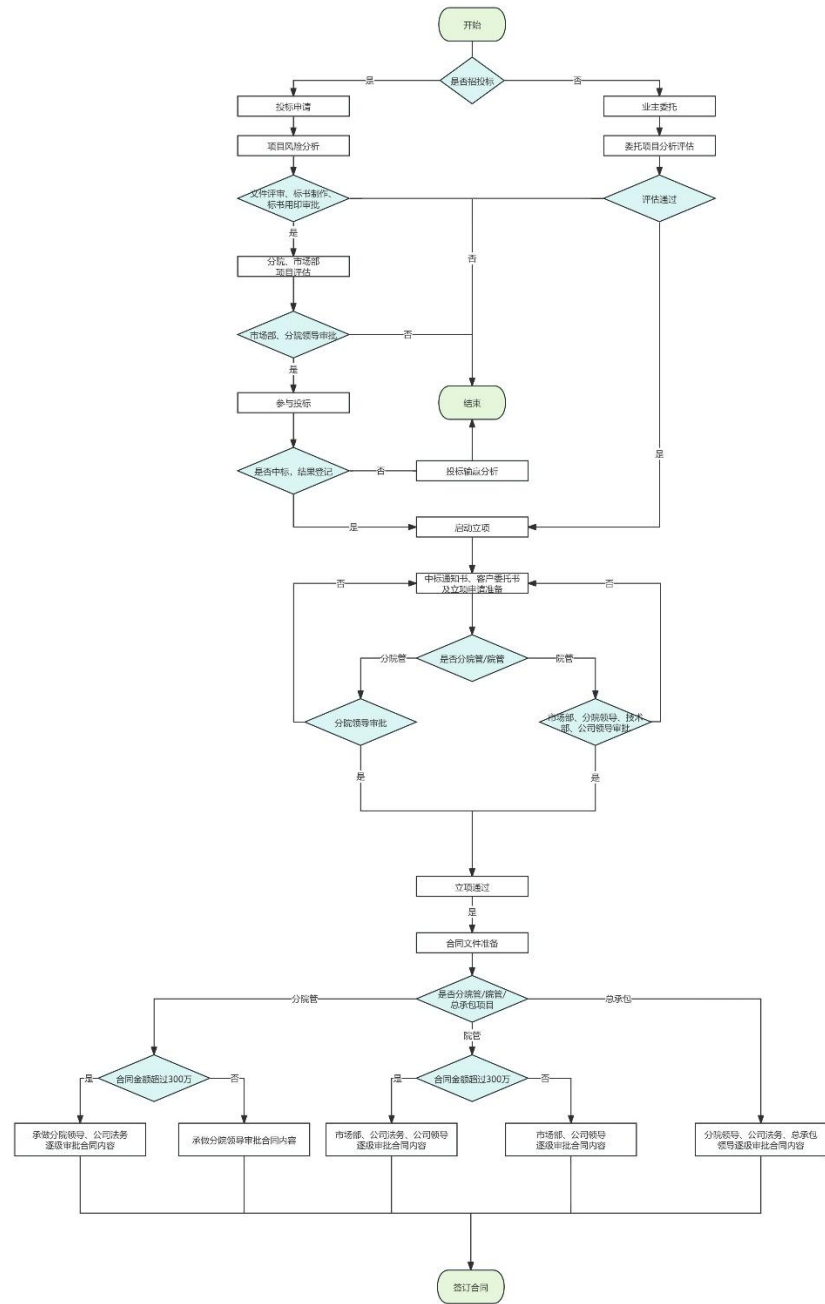 开始
是否招投标
是
否
投标申请
业主委托
项目风险分析
委托项目分析评估
文件评审、标书制作、
标书用印审批
评估通过
是
否
分院、市场部
项目评估
市场部、分院领导审批
否
是
参与投标
结束
是否中标，结果登记
否
投标输赢分析
是
是
启动立项
否
中标通知书、客户委托书
及立项申请准备
否
分院管
是否分院管/院管
院管
分院领导审批
市场部、分院领导、技术
部、公司领导审批
是
是
立项通过
是
合同文件准备
分院管
是否分院管/院管/
总承包项目
总承包
院管
是
合同金额超过300万
否
是
合同金额超过300万
否
承做分院领导、公司法务
逐级审批合同内容
承做分院领导审批合同内容
市场部、公司法务、公司领导
逐级审批合同内容
市场部、公司领导
逐级审批合同内容
分院领导、公司法务、总承包
领导逐级审批合同内容
签订合同